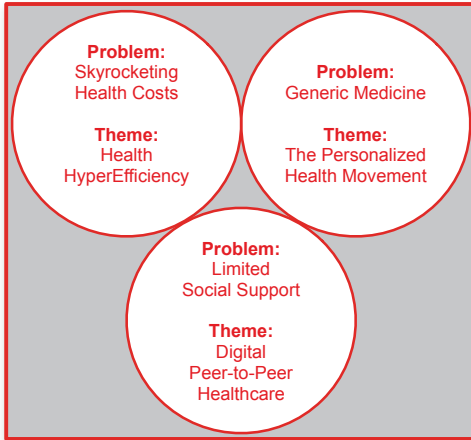 Problem:
Skyrocketing
Health Costs
Theme:
Health
HyperEfficiency
Problem:
Generic Medicine
Theme:
The Personalized
Health Movement
Problem:
Limited
Social Support
Theme:
Digital
Peer-to-Peer
Healthcare